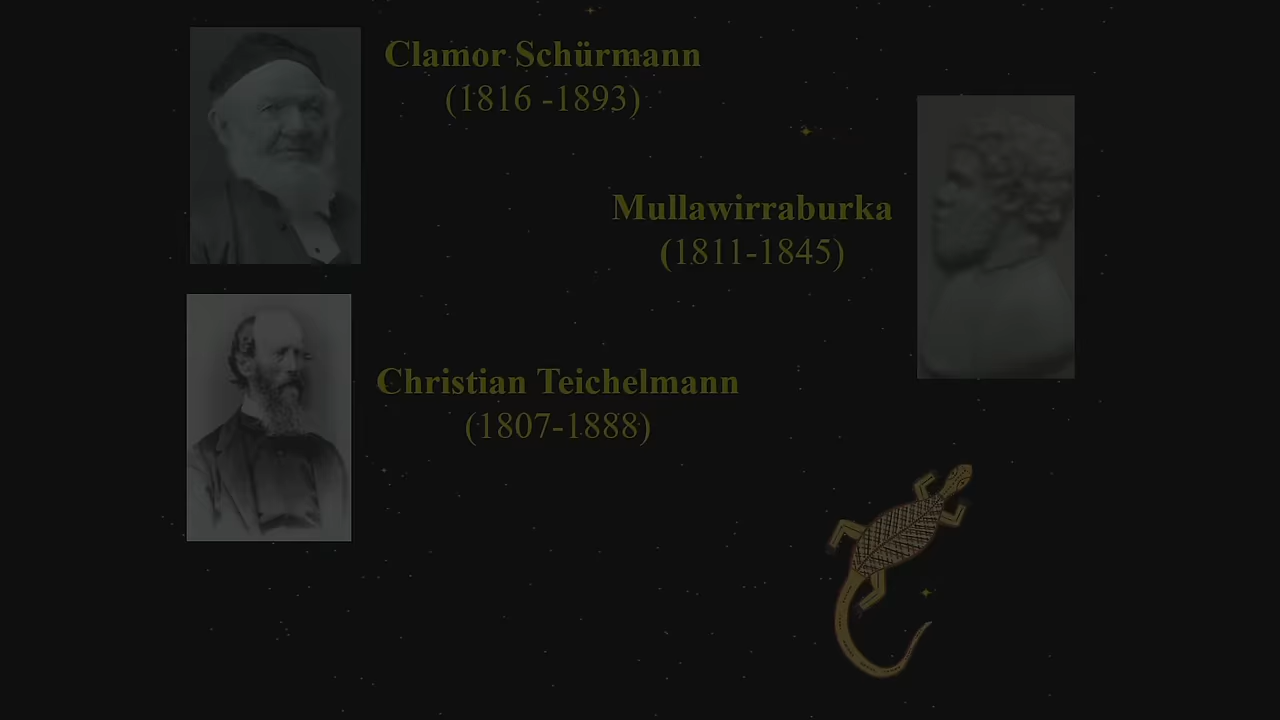 Clamor Schürmann
(1816 -1893)
Mullawirraburka
(1811-1845)
Christian Teichelmann
(1807-1888)